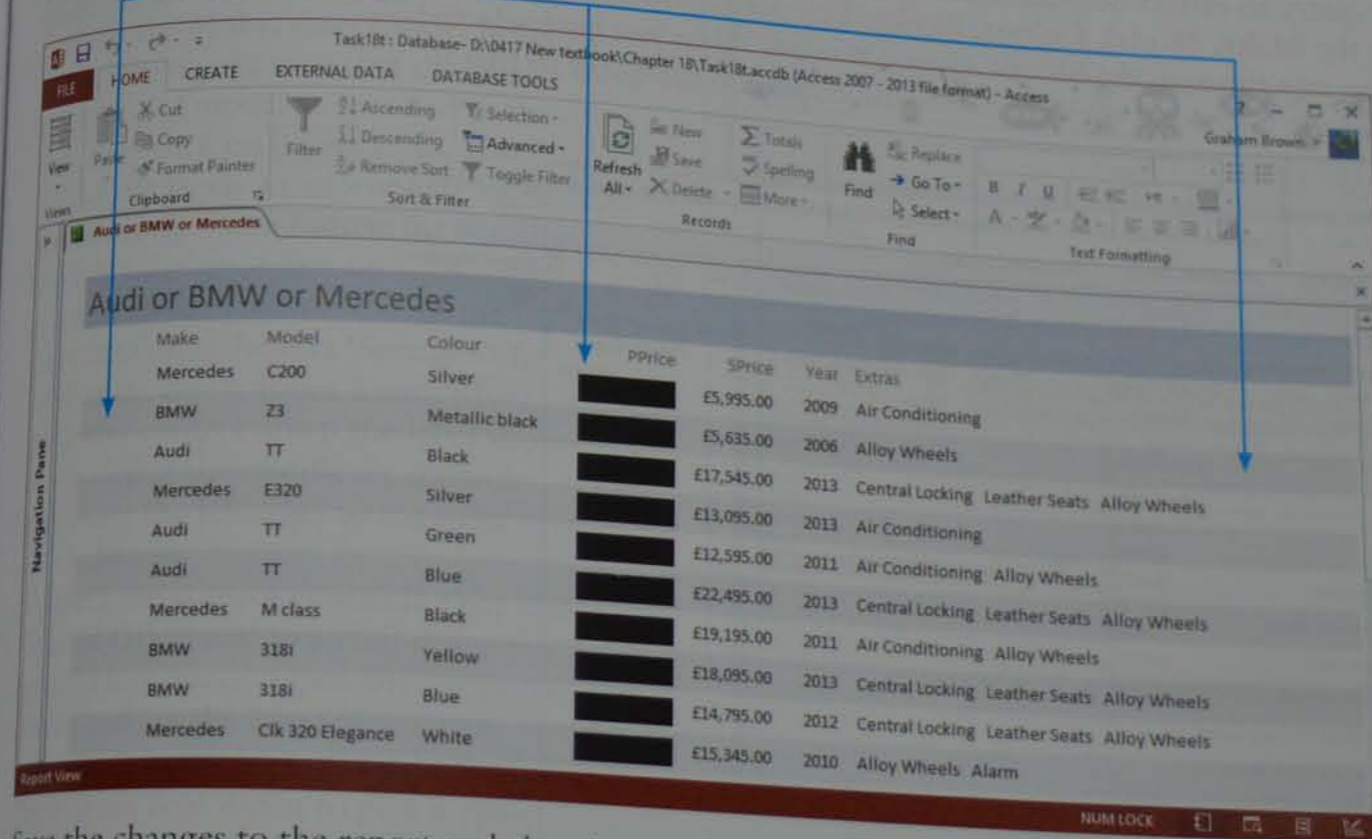 Task18t : Database- D:\0417 New textbook\Chapter 18\Task18t.accdb (Access 2007 - 2013 file format) - Access
FILE HOME CREATE EXTERNAL DATA DATABASE TOOLS
Graham Brown
View
Views
Paste
Cut
Copy
Format Painter
Clipboard
Filter
Ascending
Descending
Remove Sort
Selection
Advanced
Toggle Filter
Sort & Filter
Refresh All
New
Save
Delete
Totals
Spelling
More
Records
Find
Replace
Go To
Select
Find
B I U
A
Text Formatting
Audi or BMW or Mercedes
Navigation Pane
Audi or BMW or Mercedes
Make Model Colour PPrice SPrice Year Extras
Mercedes C200 Silver £5,995.00 2009 Air Conditioning
BMW Z3 Metallic black £5,635.00 2006 Alloy Wheels
Audi TT Black £17,545.00 2013 Central Locking Leather Seats Alloy Wheels
Mercedes E320 Silver £13,095.00 2013 Air Conditioning
Audi TT Green £12,595.00 2011 Air Conditioning Alloy Wheels
Audi TT Blue £22,495.00 2013 Central Locking Leather Seats Alloy Wheels
Mercedes M class Black £19,195.00 2011 Air Conditioning Alloy Wheels
BMW 318i Yellow £18,095.00 2013 Central Locking Leather Seats Alloy Wheels
BMW 318i Blue £14,795.00 2012 Central Locking Leather Seats Alloy Wheels
Mercedes Clk 320 Elegance White £15,345.00 2010 Alloy Wheels Alarm
Report View
NUM LOCK
the changes to the